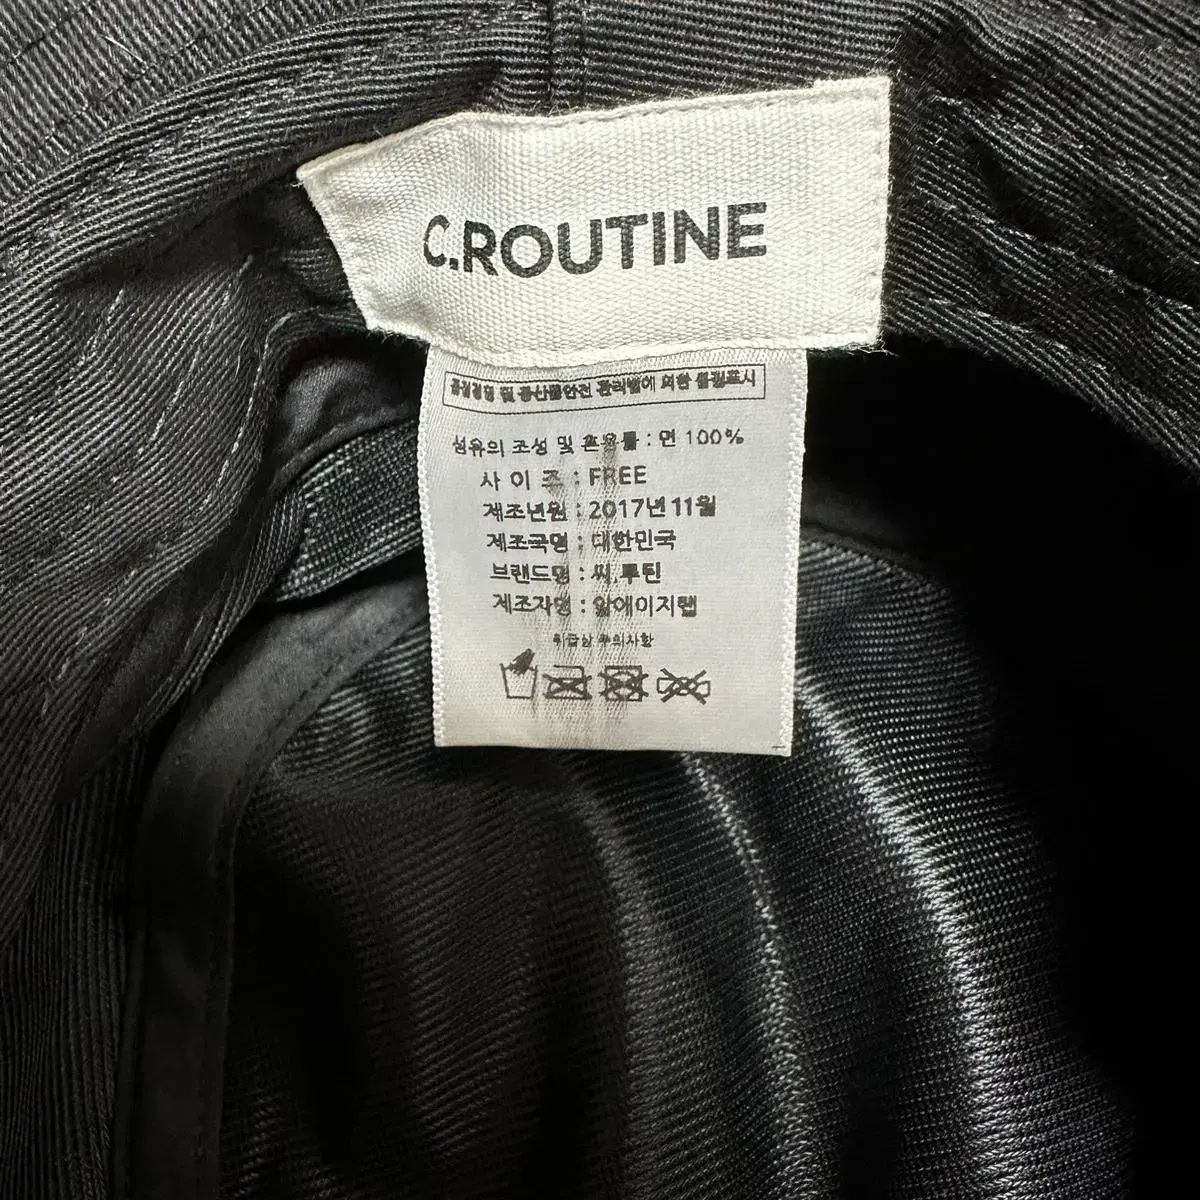 C.ROUTINE
품질경영 및 공산품안전 관리법에 의한 품질표시
섬유의 조성 및 혼용률 : 면 100%
사 이 즈 : FREE
제조년월 : 2017년 11월
제조국명 : 대한민국
브랜드명 : 씨.루틴
제조자명 : 알에이지랩
취급상 주의사항